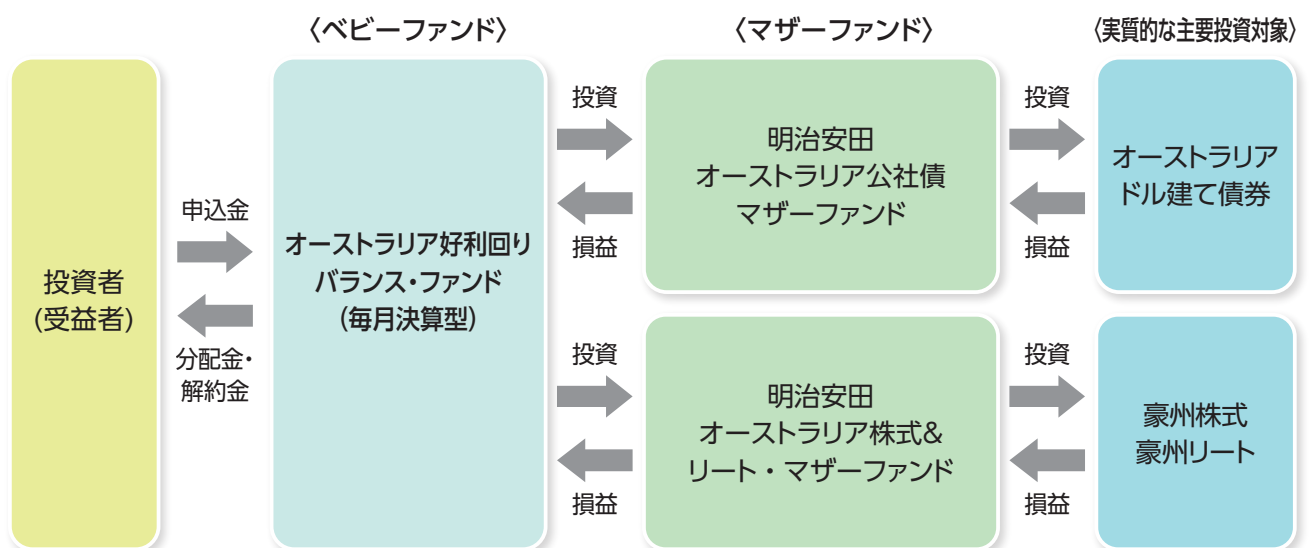 〈ベビーファンド〉
〈マザーファンド〉
〈実質的な主要投資対象〉
投資者
(受益者)
申込金
分配金・
解約金
オーストラリア好利回り
バランス・ファンド
(毎月決算型)
投資
損益
明治安田
オーストラリア公社債
マザーファンド
投資
損益
オーストラリア
ドル建て債券
投資
損益
明治安田
オーストラリア株式&
リート・マザーファンド
投資
損益
豪州株式
豪州リート